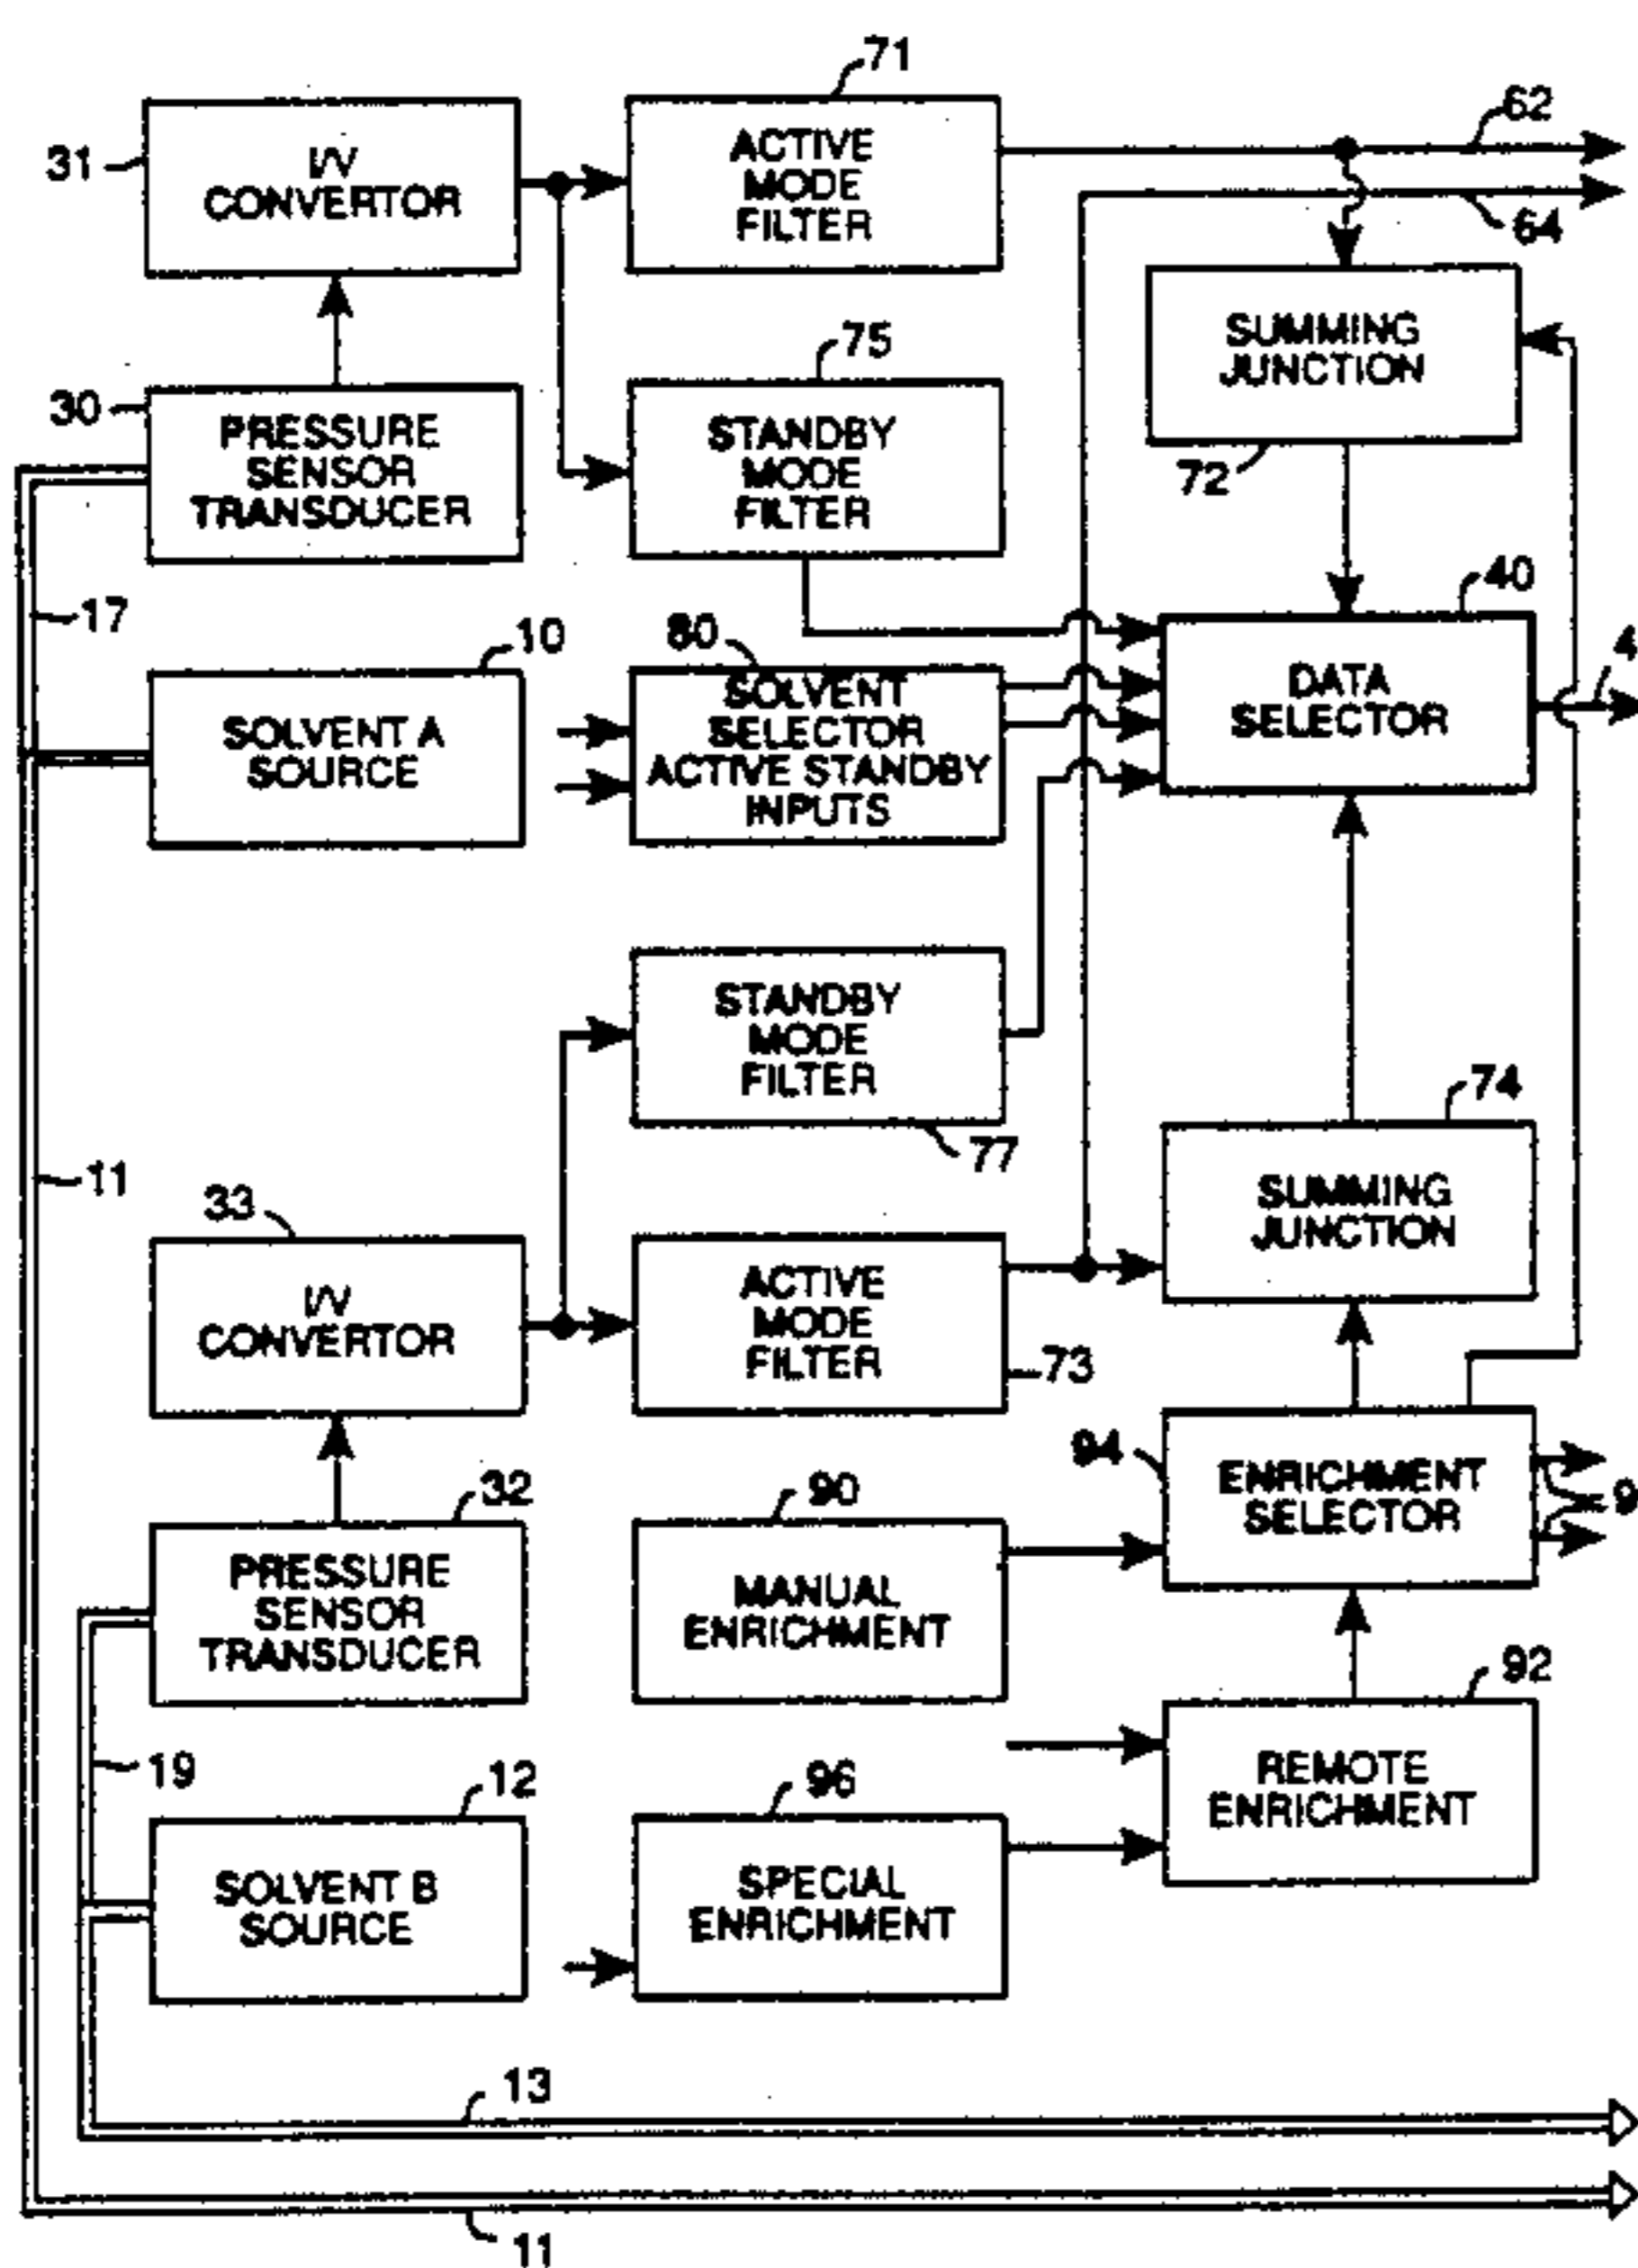 71
62
31
I/V
CONVERTOR
ACTIVE
MODE
FILTER
64
75
SUMMING
JUNCTION
30
PRESSURE
SENSOR
TRANSDUCER
STANDBY
MODE
FILTER
72
40
17
10
80
4
SOLVENT A
SOURCE
SOLVENT
SELECTOR
ACTIVE STANDBY
INPUTS
DATA
SELECTOR
STANDBY
MODE
FILTER
74
77
11
33
SUMMING
JUNCTION
I/V
CONVERTOR
ACTIVE
MODE
FILTER
73
94
32
90
ENRICHMENT
SELECTOR
9
PRESSURE
SENSOR
TRANSDUCER
MANUAL
ENRICHMENT
92
19
12
96
REMOTE
ENRICHMENT
SOLVENT B
SOURCE
SPECIAL
ENRICHMENT
13
11